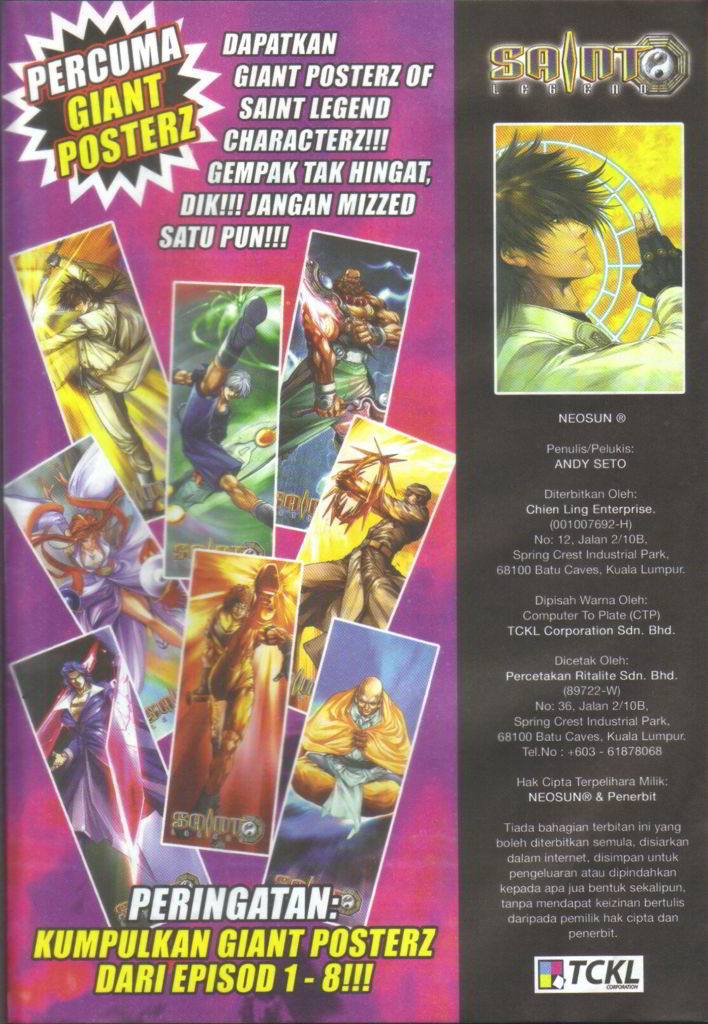 PERCUMA
GIANT
POSTERZ
DAPATKAN
GIANT POSTERZ OF
SAINT LEGEND
CHARACTERZ!!!
GEMPAK TAK HINGAT,
DIK!!! JANGAN MIZZED
SATU PUN!!!
SAINT
SAINT
SAINT
LEGEND
PERINGATAN:
KUMPULKAN GIANT POSTERZ
DARI EPISOD 1 - 8!!!
SAINT
LEGEND
NEOSUN ®
Penulis/Pelukis:
ANDY SETO
Diterbitkan Oleh:
Chien Ling Enterprise.
(001007692-H)
No: 12, Jalan 2/10B,
Spring Crest Industrial Park,
68100 Batu Caves, Kuala Lumpur.
Dipisah Warna Oleh:
Computer To Plate (CTP)
TCKL Corporation Sdn. Bhd.
Dicetak Oleh:
Percetakan Ritalite Sdn. Bhd.
(89722-W)
No: 36, Jalan 2/10B,
Spring Crest Industrial Park,
68100 Batu Caves, Kuala Lumpur.
Tel.No : +603 - 61878068
Hak Cipta Terpelihara Milik:
NEOSUN® & Penerbit
Tiada bahagian terbitan ini yang
boleh diterbitkan semula, disiarkan
dalam internet, disimpan untuk
pengeluaran atau dipindahkan
kepada apa jua bentuk sekalipun,
tanpa mendapat keizinan bertulis
daripada pemilik hak cipta dan
penerbit.
TCKL
CORPORATION